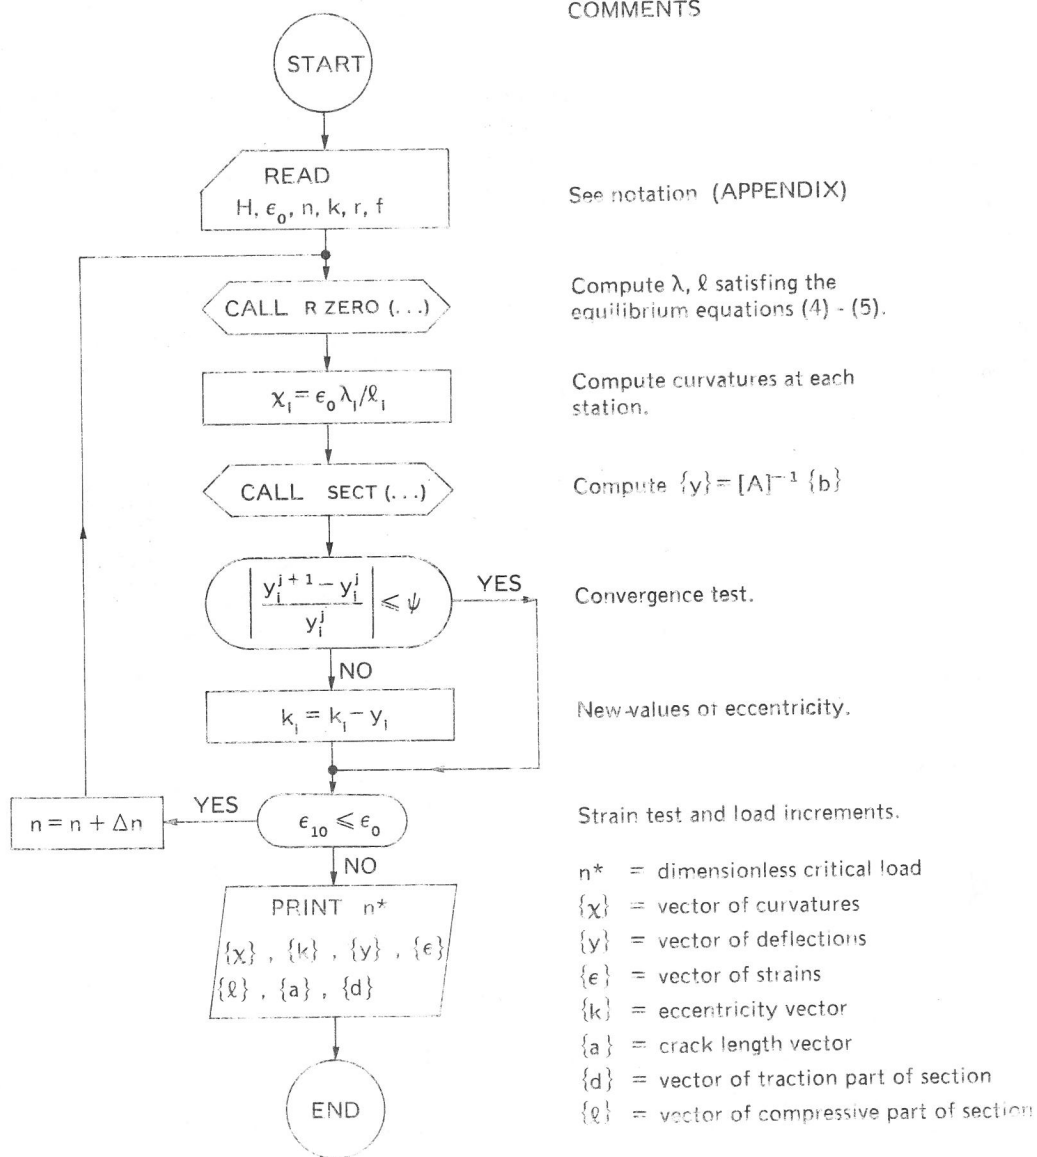 COMMENTS
START
READ
H, ϵ₀, n, k, r, f
See notation (APPENDIX)
CALL R ZERO (...)
Compute λ, ℓ satisfing the
equilibrium equations (4) - (5).
χᵢ = ϵ₀ λᵢ/ℓᵢ
Compute curvatures at each
station.
CALL SECT (...)
Compute {y} = [A]⁻¹ {b}
| (yᵢʲ⁺¹ − yᵢʲ) / yᵢʲ | ⩽ ψ
YES
Convergence test.
NO
kᵢ = kᵢ − yᵢ
New values of eccentricity.
n = n + Δn
YES
ϵ₁₀ ⩽ ϵ₀
Strain test and load increments.
NO
PRINT n*
{χ} , {k} , {y} , {ϵ}
{ℓ} , {a} , {d}
n* = dimensionless critical load
{χ} = vector of curvatures
{y} = vector of deflections
{ϵ} = vector of strains
{k} = eccentricity vector
{a} = crack length vector
{d} = vector of traction part of section
{ℓ} = vector of compressive part of section
END